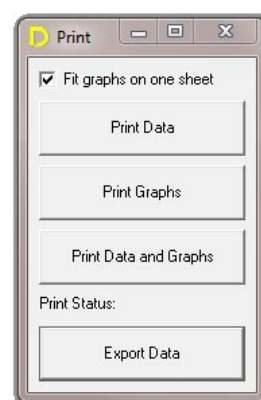 Print
Fit graphs on one sheet
Print Data
Print Graphs
Print Data and Graphs
Print Status:
Export Data